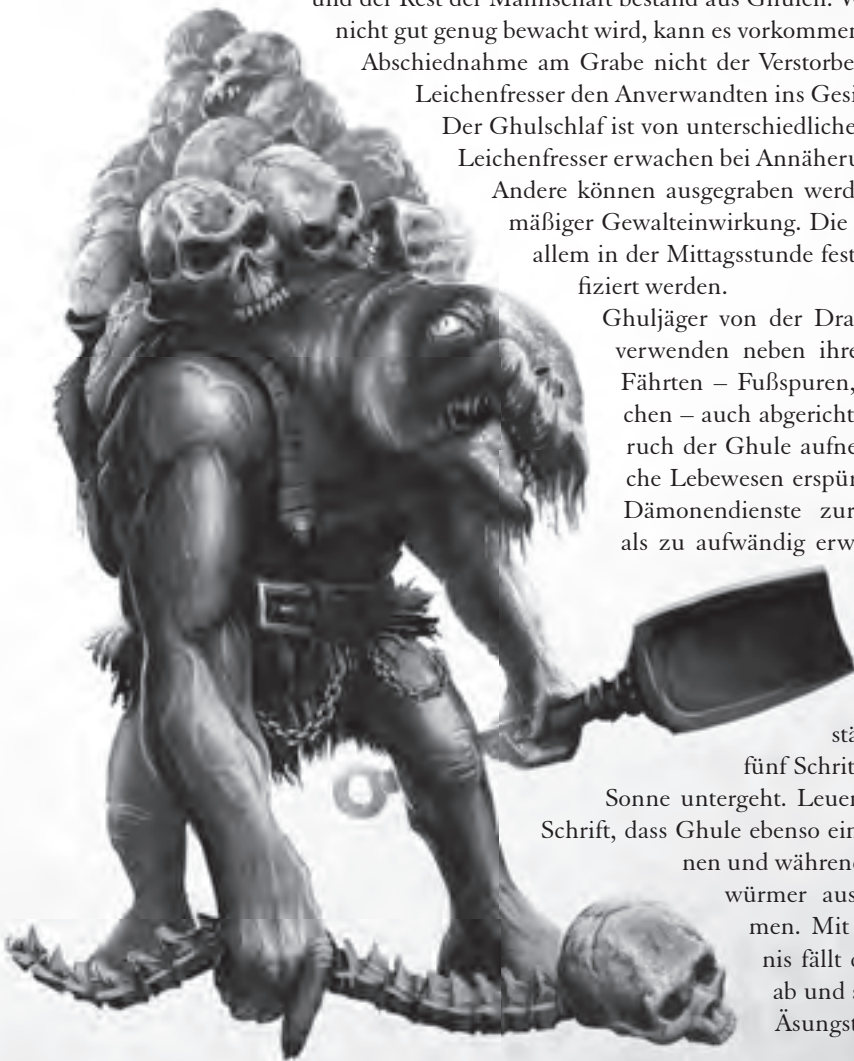 und der Rest der Mannschaft bestand aus Ghulen. W
nicht gut genug bewacht wird, kann es vorkommen
Abschiednahme am Grabe nicht der Verstorbe
Leichenfresser den Anverwandten ins Gesi
Der Ghulschlaf ist von unterschiedliche
Leichenfresser erwachen bei Annäheru
Andere können ausgegraben werd
mäßiger Gewalteinwirkung. Die
allem in der Mittagsstunde fest
fiziert werden.
Ghuljäger von der Dra
verwenden neben ihre
Fährten – Fußspuren,
chen – auch abgericht
ruch der Ghule aufne
che Lebewesen erspür
Dämonendienste zur
als zu aufwändig erw
stä
fünf Schrit
Sonne untergeht. Leuen
Schrift, dass Ghule ebenso ein
nen und während
würmer aus
men. Mit
nis fällt
ab und s
Äsungst